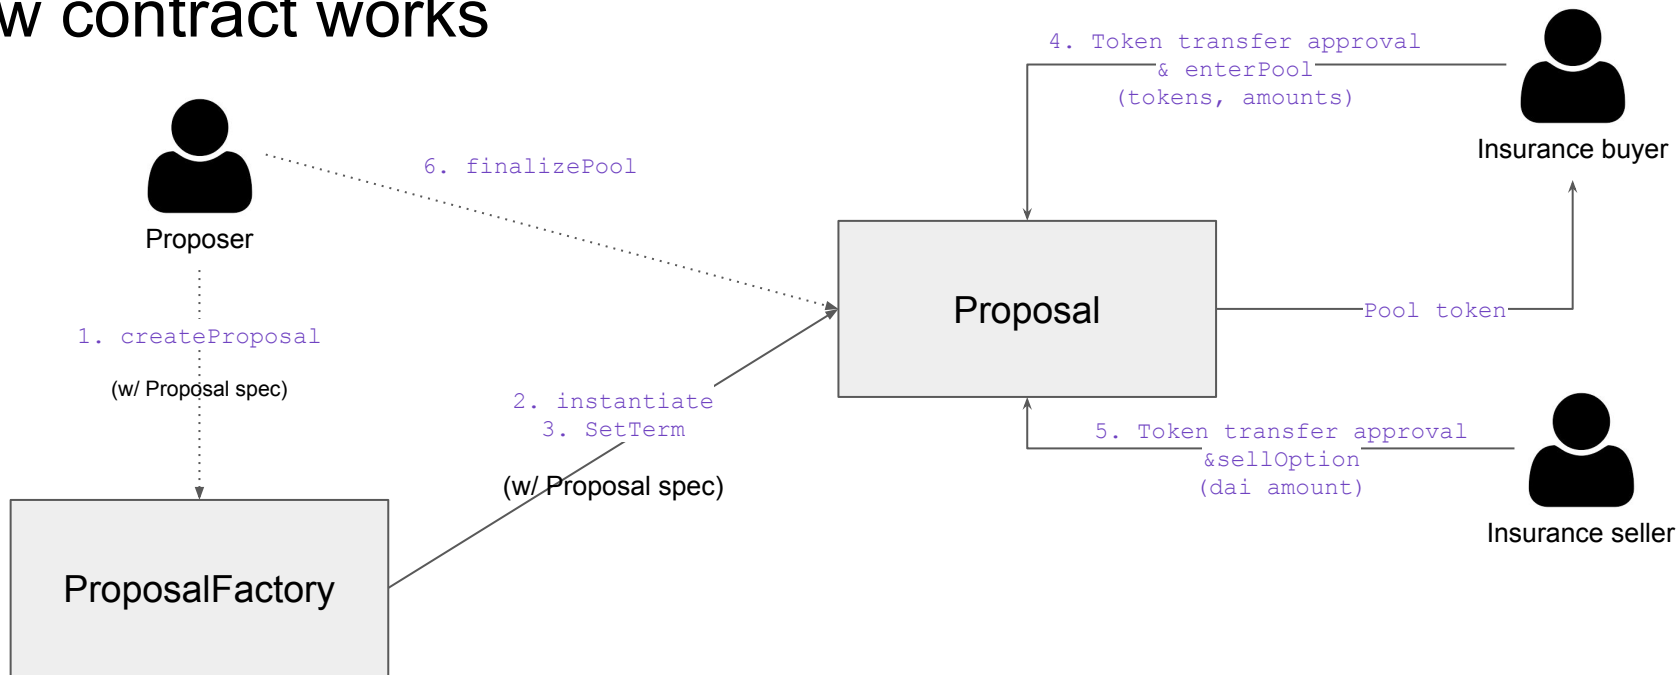 w contract works
4. Token transfer approval
& enterPool
(tokens, amounts)
Insurance buyer
6. finalizePool
Proposer
1. createProposal
(w/ Proposal spec)
Proposal
Pool token
2. instantiate
3. SetTerm
(w/ Proposal spec)
5. Token transfer approval
&sellOption
(dai amount)
Insurance seller
ProposalFactory